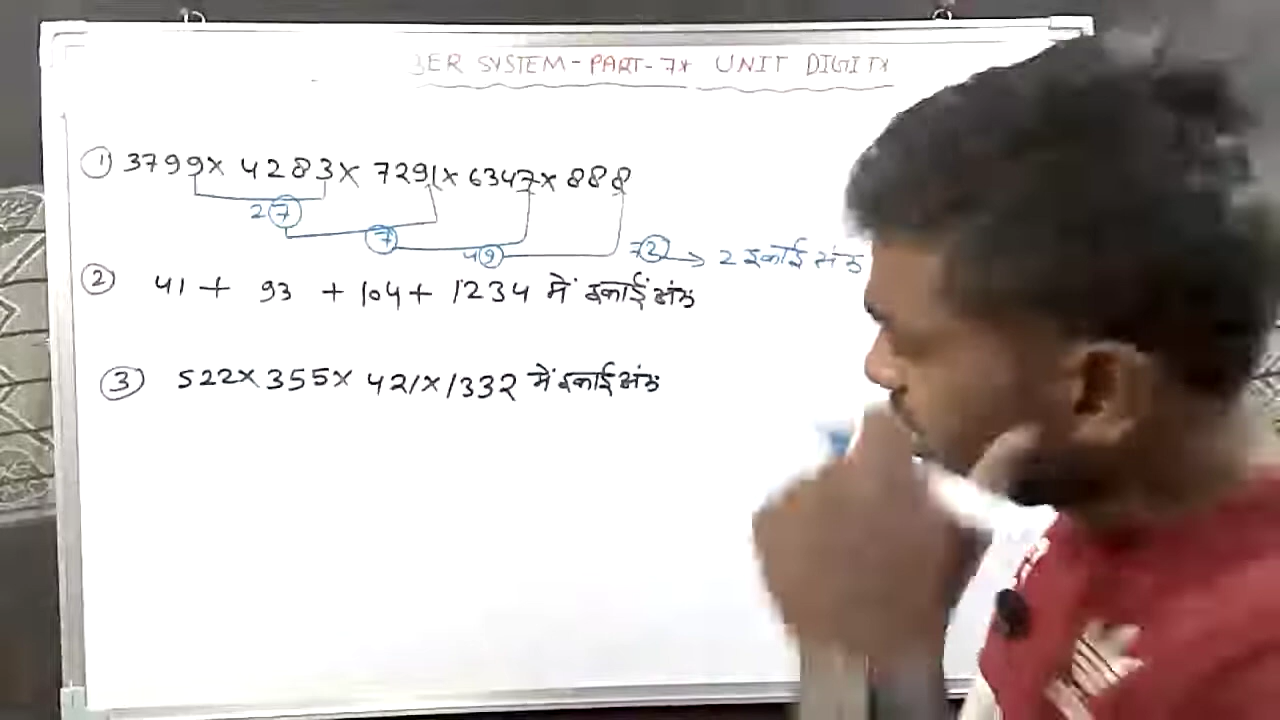 BER SYSTEM-PART-7* UNIT DIGIT*
① 3799× 4283× 7291× 6347× 888
2⑦
⑦
4⑨
7② → 2 इकाई अंक
② 41 + 93 + 104 + 1234 में इकाई अंक
③ 522×355× 421×1332 में इकाई अंक